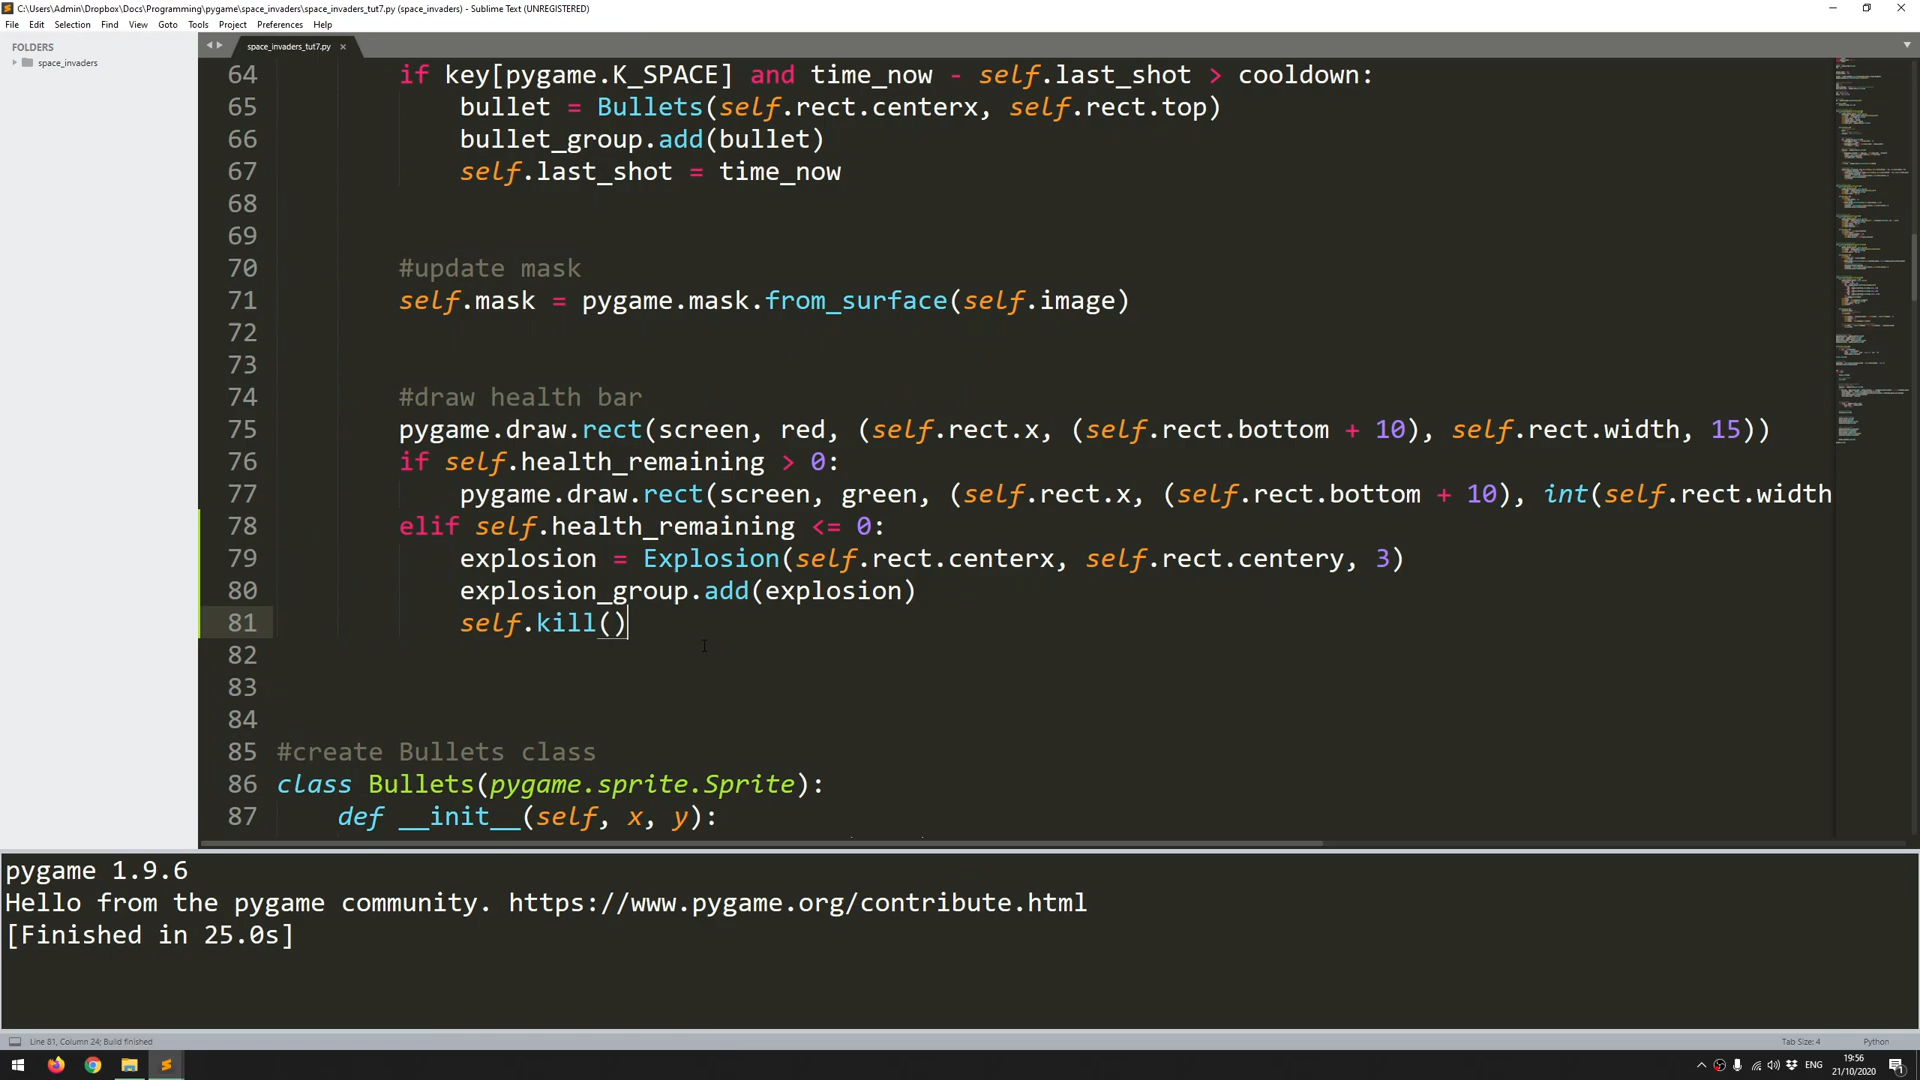 C:\Users\Admin\Dropbox\Docs\Programming\pygame\space_invaders\space_invaders_tut7.py (space_invaders) - Sublime Text (UNREGISTERED)
File Edit Selection Find View Goto Tools Project Preferences Help
FOLDERS
space_invaders
space_invaders_tut7.py ×
64 if key[pygame.K_SPACE] and time_now - self.last_shot > cooldown:
65 bullet = Bullets(self.rect.centerx, self.rect.top)
66 bullet_group.add(bullet)
67 self.last_shot = time_now
68
69
70 #update mask
71 self.mask = pygame.mask.from_surface(self.image)
72
73
74 #draw health bar
75 pygame.draw.rect(screen, red, (self.rect.x, (self.rect.bottom + 10), self.rect.width, 15))
76 if self.health_remaining > 0:
77 pygame.draw.rect(screen, green, (self.rect.x, (self.rect.bottom + 10), int(self.rect.width
78 elif self.health_remaining <= 0:
79 explosion = Explosion(self.rect.centerx, self.rect.centery, 3)
80 explosion_group.add(explosion)
81 self.kill()
82
83
84
85 #create Bullets class
86 class Bullets(pygame.sprite.Sprite):
87 def __init__(self, x, y):
pygame 1.9.6
Hello from the pygame community. https://www.pygame.org/contribute.html
[Finished in 25.0s]
Line 81, Column 24; Build finished
Tab Size: 4 Python
ENG
19:56
21/10/2020